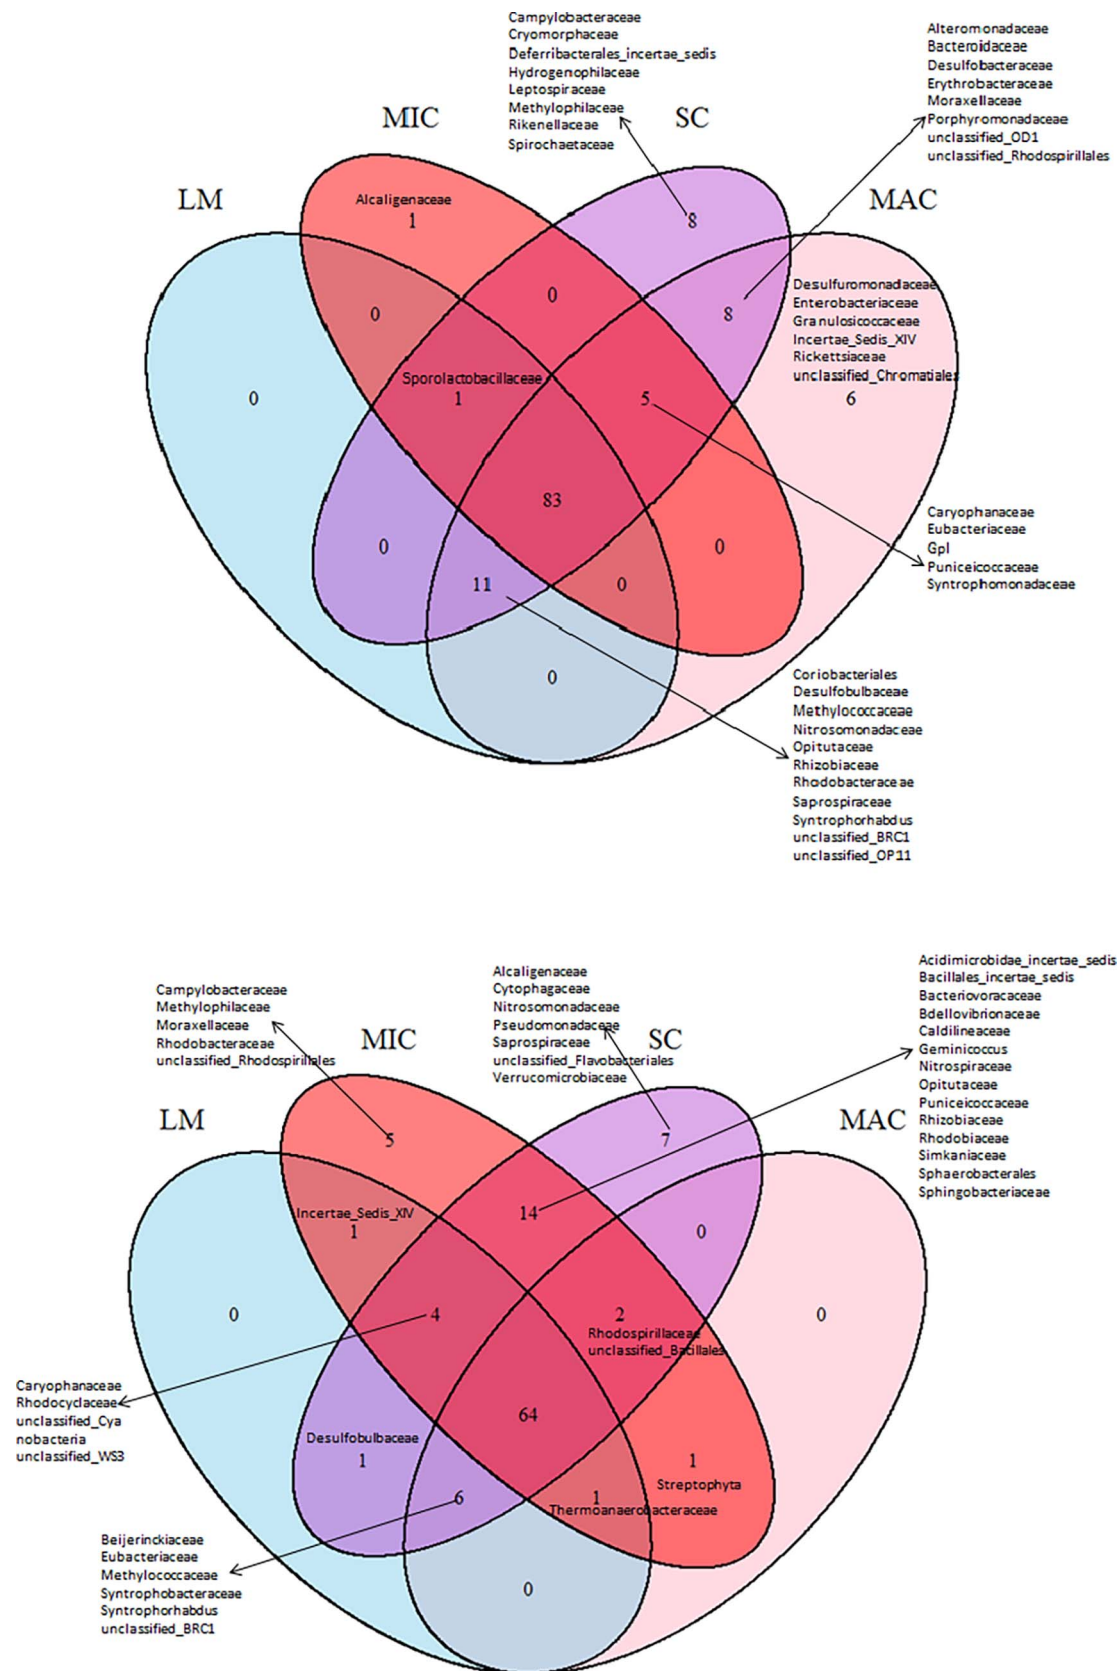 Campylobacteraceae
Cryomorphaceae
Deferribacterales_incertae_sedis
Hydrogenophilaceae
Leptospiraceae
Methylophilaceae
Rikenellaceae
Spirochaetaceae
Alteromonadaceae
Bacteroidaceae
Desulfobacteraceae
Erythrobacteraceae
Moraxellaceae
Porphyromonadaceae
unclassified_OD1
unclassified_Rhodospirillales
MIC
SC
LM
MAC
Alcaligenaceae
1
8
0
0
8
Desulfuromonadaceae
Enterobacteriaceae
Granulosicoccaceae
Incertae_Sedis_XIV
Rickettsiaceae
unclassified_Chromatiales
6
0
Sporolactobacillaceae
1
5
83
Caryophanaceae
Eubacteriaceae
GpI
Puniceicoccaceae
Syntrophomonadaceae
0
0
11
0
0
Coriobacteriales
Desulfobulbaceae
Methylococcaceae
Nitrosomonadaceae
Opitutaceae
Rhizobiaceae
Rhodobacteraceae
Saprospiraceae
Syntrophorhabdus
unclassified_BRC1
unclassified_OP11
Campylobacteraceae
Methylophilaceae
Moraxellaceae
Rhodobacteraceae
unclassified_Rhodospirillales
Alcaligenaceae
Cytophagaceae
Nitrosomonadaceae
Pseudomonadaceae
Saprospiraceae
unclassified_Flavobacteriales
Verrucomicrobiaceae
Acidimicrobidae_incertae_sedis
Bacillales_incertae_sedis
Bacteriovoracaceae
Bdellovibrionaceae
Caldilineaceae
Geminicoccus
Nitrospiraceae
Opitutaceae
Puniceicoccaceae
Rhizobiaceae
Rhodobiaceae
Simkaniaceae
Sphaerobacterales
Sphingobacteriaceae
MIC
SC
LM
MAC
5
7
Incertae_Sedis_XIV
1
14
0
0
4
2
Rhodospirillaceae
unclassified_Bacillales
0
Caryophanaceae
Rhodocyclaceae
unclassified_Cya
nobacteria
unclassified_WS3
64
Desulfobulbaceae
1
1
Streptophyta
6
1
Thermoanaerobacteraceae
Beijerinckiaceae
Eubacteriaceae
Methylococcaceae
Syntrophobacteraceae
Syntrophorhabdus
unclassified_BRC1
0